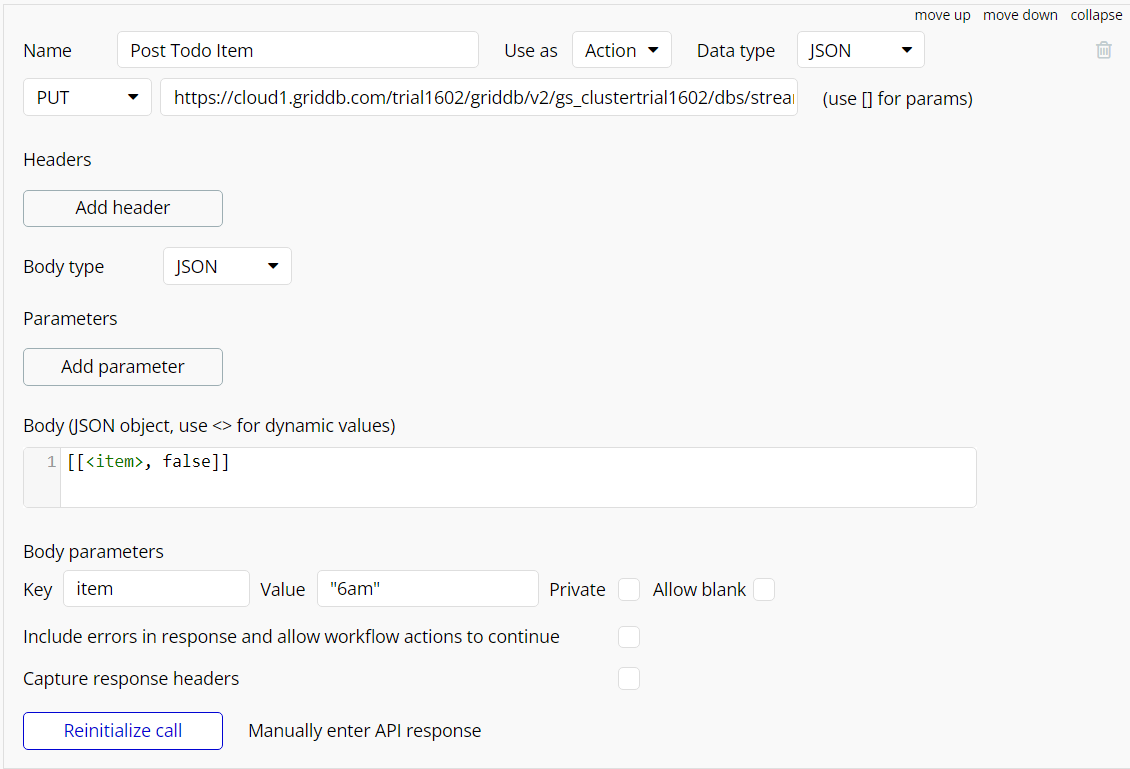 move up move down collapse
Name Post Todo Item Use as Action Data type JSON
PUT https://cloud1.griddb.com/trial1602/griddb/v2/gs_clustertrial1602/dbs/strea (use [] for params)
Headers
Add header
Body type JSON
Parameters
Add parameter
Body (JSON object, use <> for dynamic values)
1 [[<item>, false]]
Body parameters
Key item Value "6am" Private Allow blank
Include errors in response and allow workflow actions to continue
Capture response headers
Reinitialize call Manually enter API response